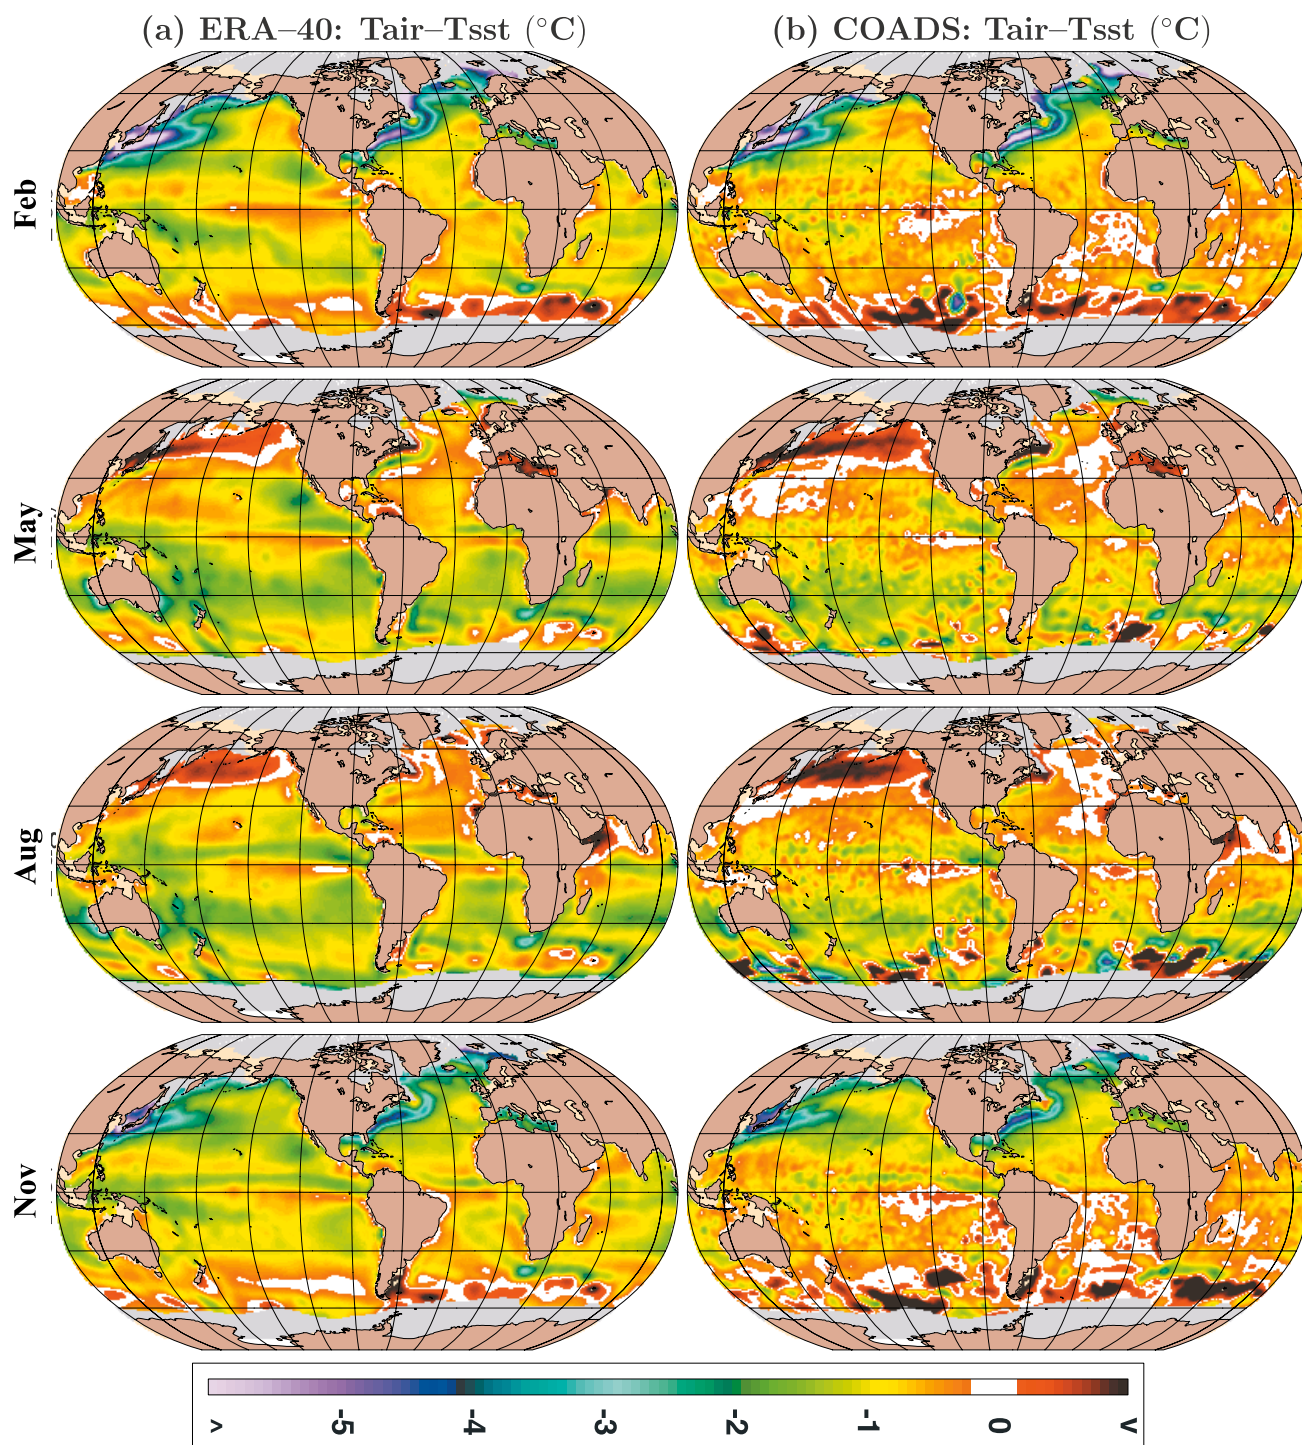 (a) ERA–40: Tair–Tsst (°C)
(b) COADS: Tair–Tsst (°C)
Feb
May
Aug
Nov
< -5 -4 -3 -2 -1 0 >